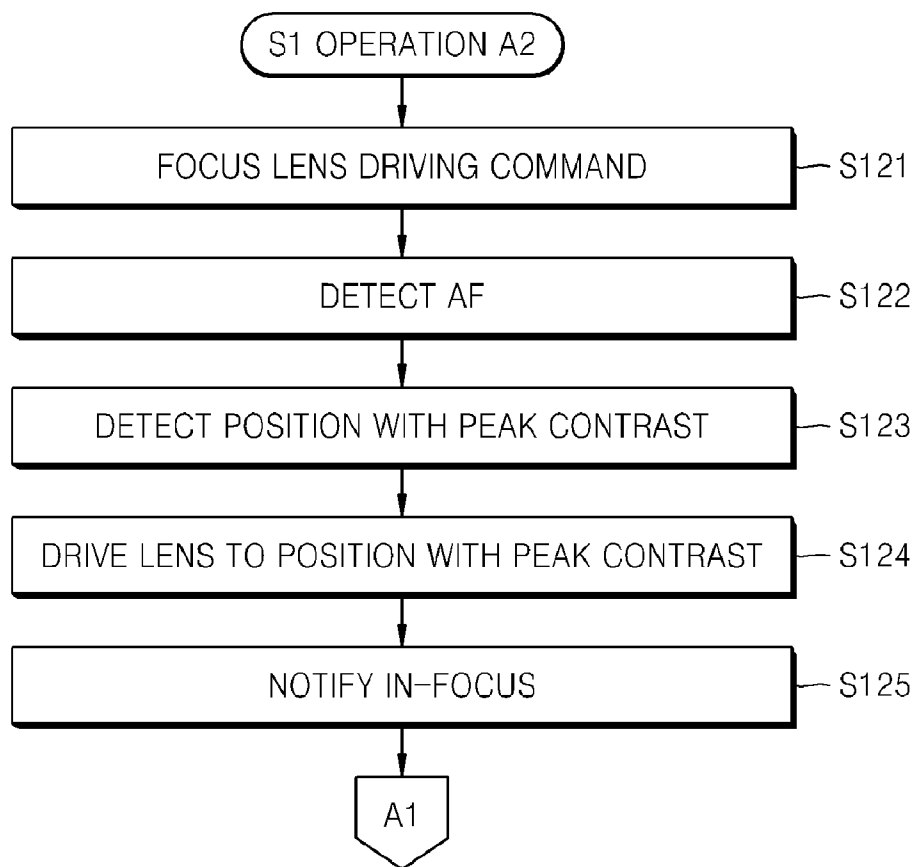 S1 OPERATION A2
FOCUS LENS DRIVING COMMAND
S121
DETECT AF
S122
DETECT POSITION WITH PEAK CONTRAST
S123
DRIVE LENS TO POSITION WITH PEAK CONTRAST
S124
NOTIFY IN-FOCUS
S125
A1